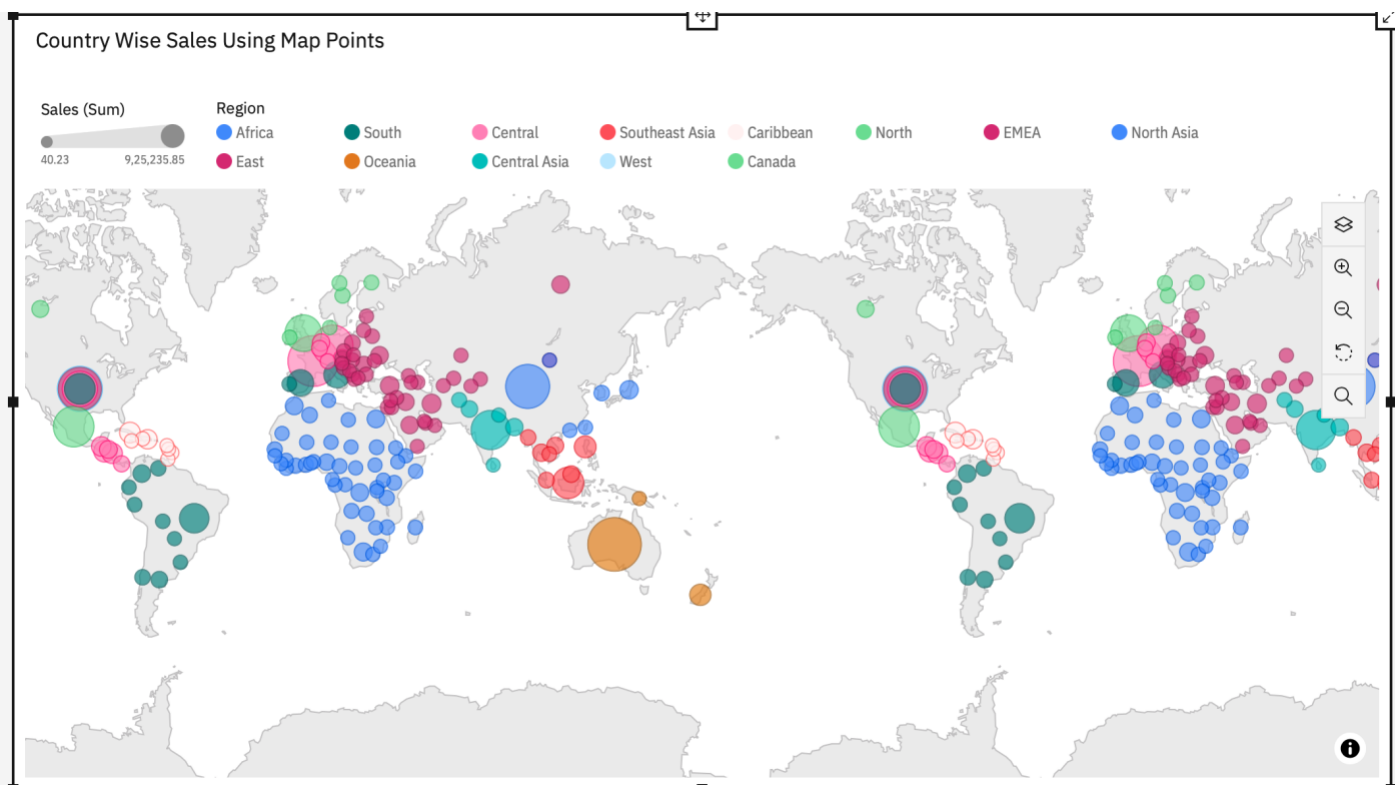 Country Wise Sales Using Map Points
Sales (Sum)
40.23 9,25,235.85
Region
Africa South Central Southeast Asia Caribbean North EMEA North Asia
East Oceania Central Asia West Canada